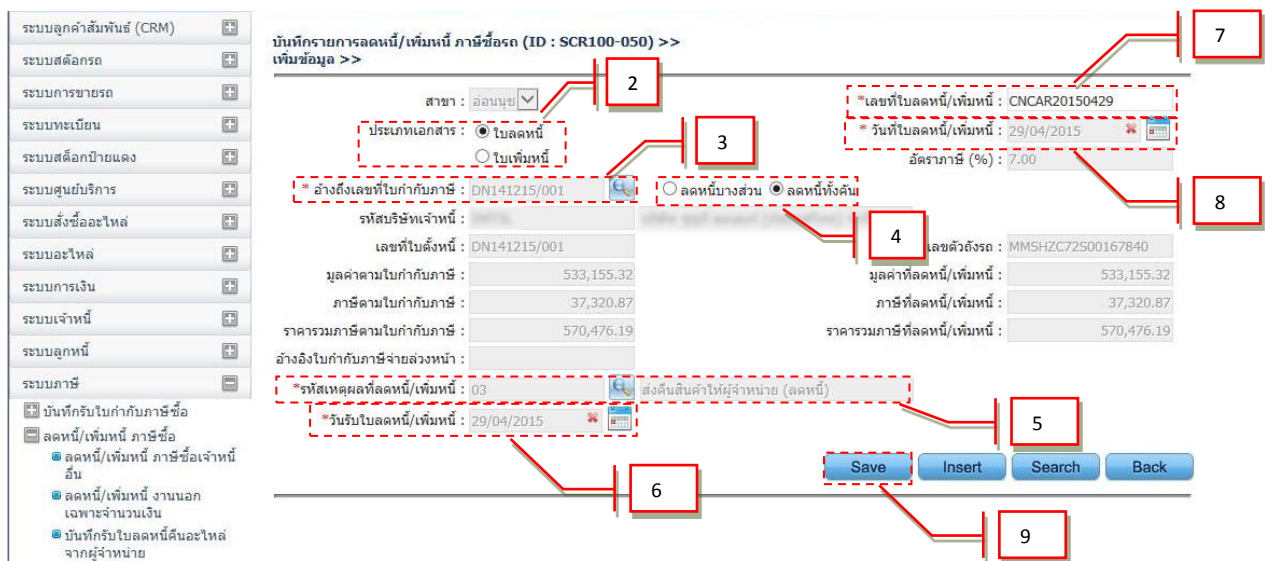 ระบบลูกค้าสัมพันธ์ (CRM)
ระบบสต๊อกรถ
ระบบการขายรถ
ระบบทะเบียน
ระบบสต็อกป้ายแดง
ระบบศูนย์บริการ
ระบบสั่งซื้ออะไหล่
ระบบอะไหล่
ระบบการเงิน
ระบบเจ้าหนี้
ระบบลูกหนี้
ระบบภาษี
บันทึกรับใบกำกับภาษีซื้อ
ลดหนี้/เพิ่มหนี้ ภาษีซื้อ
ลดหนี้/เพิ่มหนี้ ภาษีซื้อเจ้าหนี้
อื่น
ลดหนี้/เพิ่มหนี้ งานนอก
เฉพาะจำนวนเงิน
บันทึกรับใบลดหนี้คืนอะไหล่
จากผู้จำหน่าย
บันทึกรายการลดหนี้/เพิ่มหนี้ ภาษีซื้อรถ (ID : SCR100-050) >>
เพิ่มข้อมูล >>
7
2
สาขา : อ่อนนุช
*เลขที่ใบลดหนี้/เพิ่มหนี้ : CNCAR20150429
ประเภทเอกสาร : ใบลดหนี้
* วันที่ใบลดหนี้/เพิ่มหนี้ : 29/04/2015
ใบเพิ่มหนี้
3
อัตราภาษี (%) : 7.00
* อ้างถึงเลขที่ใบกำกับภาษี : DN141215/001
ลดหนี้บางส่วน ลดหนี้ทั้งคัน
8
รหัสบริษัทเจ้าหนี้ :
4
เลขที่ใบตั้งหนี้ : DN141215/001
เลขตัวถังรถ : MMSHZC72S00167840
มูลค่าตามใบกำกับภาษี : 533,155.32
มูลค่าที่ลดหนี้/เพิ่มหนี้ : 533,155.32
ภาษีตามใบกำกับภาษี : 37,320.87
ภาษีที่ลดหนี้/เพิ่มหนี้ : 37,320.87
ราคารวมภาษีตามใบกำกับภาษี : 570,476.19
ราคารวมภาษีที่ลดหนี้/เพิ่มหนี้ : 570,476.19
อ้างอิงใบกำกับภาษีจ่ายล่วงหน้า :
*รหัสเหตุผลที่ลดหนี้/เพิ่มหนี้ : 03 ส่งคืนสินค้าให้ผู้จำหน่าย (ลดหนี้)
*วันรับใบลดหนี้/เพิ่มหนี้ : 29/04/2015
5
Save Insert Search Back
6
9